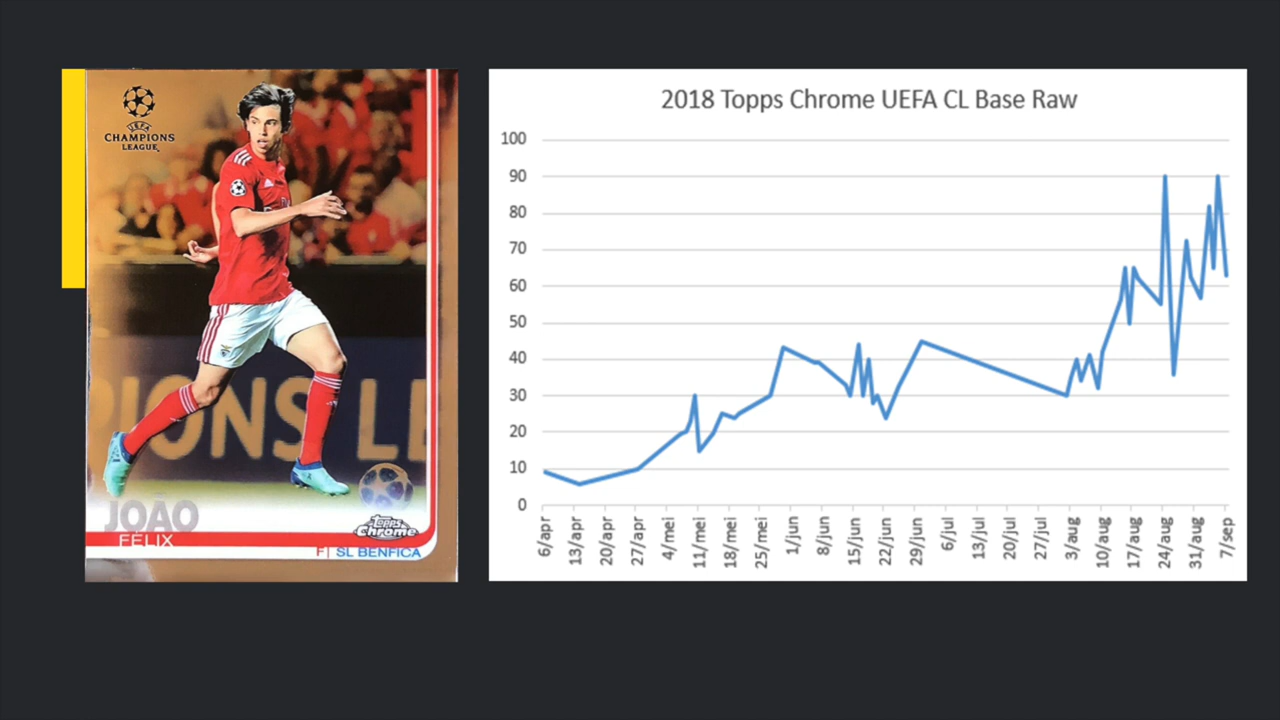 UEFA
CHAMPIONS
LEAGUE
PIONS LE
JOÃO
FÉLIX
Topps
Chrome
F| SL BENFICA
2018 Topps Chrome UEFA CL Base Raw
100
90
80
70
60
50
40
30
20
10
0
6/apr
13/apr
20/apr
27/apr
4/mei
11/mei
18/mei
25/mei
1/jun
8/jun
15/jun
22/jun
29/jun
6/jul
13/jul
20/jul
27/jul
3/aug
10/aug
17/aug
24/aug
31/aug
7/sep